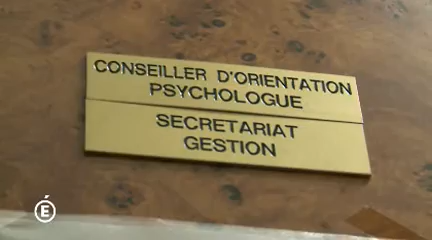 CONSEILLER D'ORIENTATION
PSYCHOLOGUE
SECRETARIAT
GESTION
É